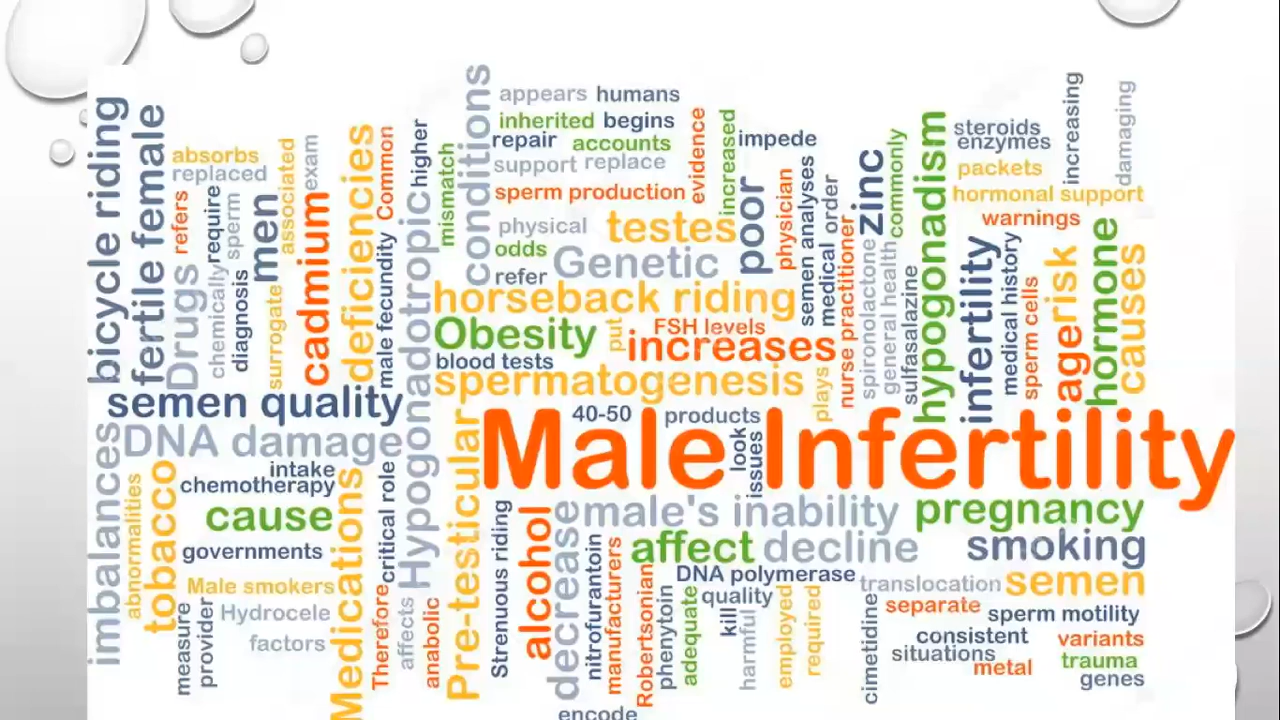 appears humans
inherited begins
repair accounts
support replace
sperm production
physical
odds
refer
conditions
evidence
increased
impede
testes
Genetic
poor
physician
semen analyses
medical order
nurse practitioner
zinc
commonly
hypogonadism
steroids
enzymes
packets
hormonal support
warnings
increasing
damaging
bicycle riding
fertile female
absorbs
replaced
refers
require
sperm
men
associated
exam
cadmium
deficiencies
Common
higher
mismatch
Drugs
chemically
diagnosis
surrogate
male fecundity
Hypogonadotropic
horseback riding
Obesity
put
FSH levels
increases
blood tests
spermatogenesis
plays
spironolactone
general health
sulfasalazine
infertility
medical history
sperm cells
age
risk
hormone
causes
semen quality
DNA damage
40-50 products
look
issues
Male Infertility
imbalances
abnormalities
tobacco
intake
chemotherapy
cause
governments
Male smokers
Hydrocele
factors
measure
provider
Medications
critical role
Therefore
affects
anabolic
Pre-testicular
Strenuous riding
alcohol
decrease
male's inability
pregnancy
affect decline
smoking
nitrofurantoin
manufacturers
Robertsonian
phenytoin
adequate
DNA polymerase
quality
kill
harmful
employed
required
translocation
semen
separate
sperm motility
cimetidine
consistent
variants
situations
metal
trauma
genes
encode